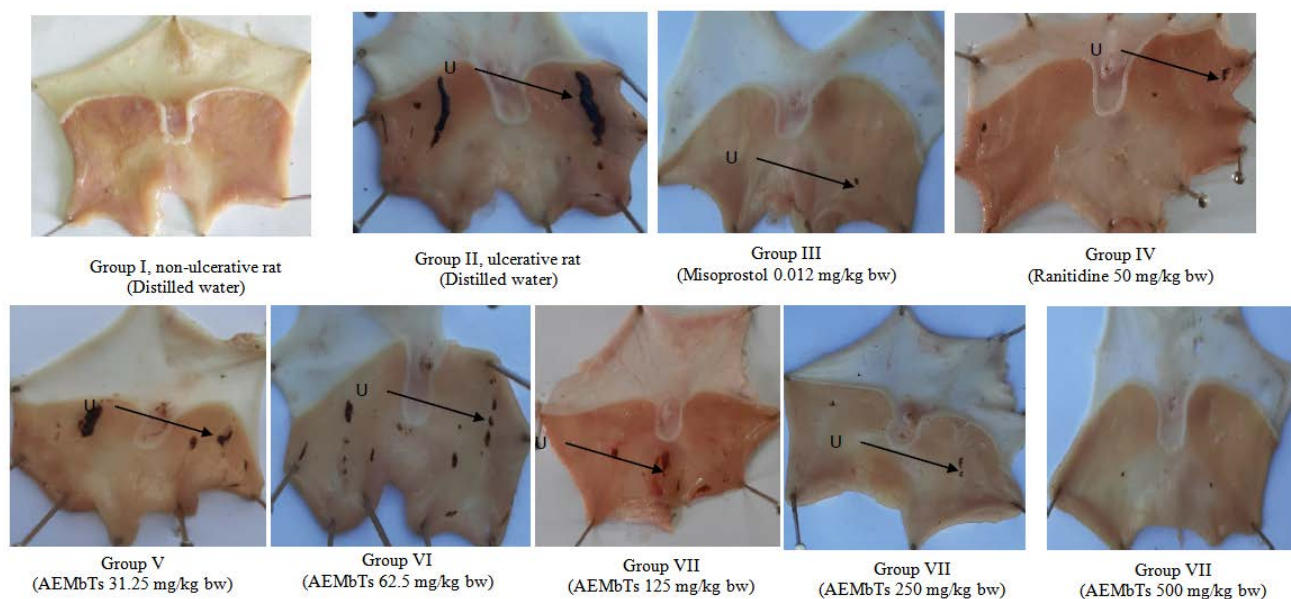 U
U
U
U
Group I, non-ulcerative rat
(Distilled water)
Group II, ulcerative rat
(Distilled water)
Group III
(Misoprostol 0.012 mg/kg bw)
Group IV
(Ranitidine 50 mg/kg bw)
U
U
U
U
Group V
(AEMbTs 31.25 mg/kg bw)
Group VI
(AEMbTs 62.5 mg/kg bw)
Group VII
(AEMbTs 125 mg/kg bw)
Group VII
(AEMbTs 250 mg/kg bw)
Group VII
(AEMbTs 500 mg/kg bw)